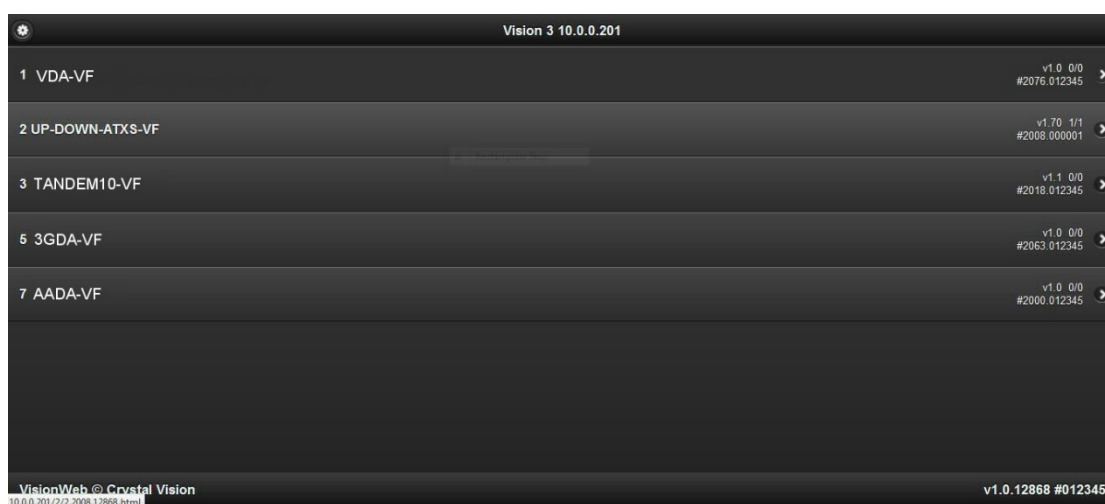 Vision 3 10.0.0.201
1 VDA-VF
v1.0 0/0
#2076.012345
2 UP-DOWN-ATXS-VF
v1.70 1/1
#2008.000001
3 TANDEM10-VF
v1.1 0/0
#2018.012345
5 3GDA-VF
v1.0 0/0
#2063.012345
7 AADA-VF
v1.0 0/0
#2000.012345
VisionWeb © Crystal Vision
v1.0.12868 #012345
10.0.0.201/2/2.2008.12868.html